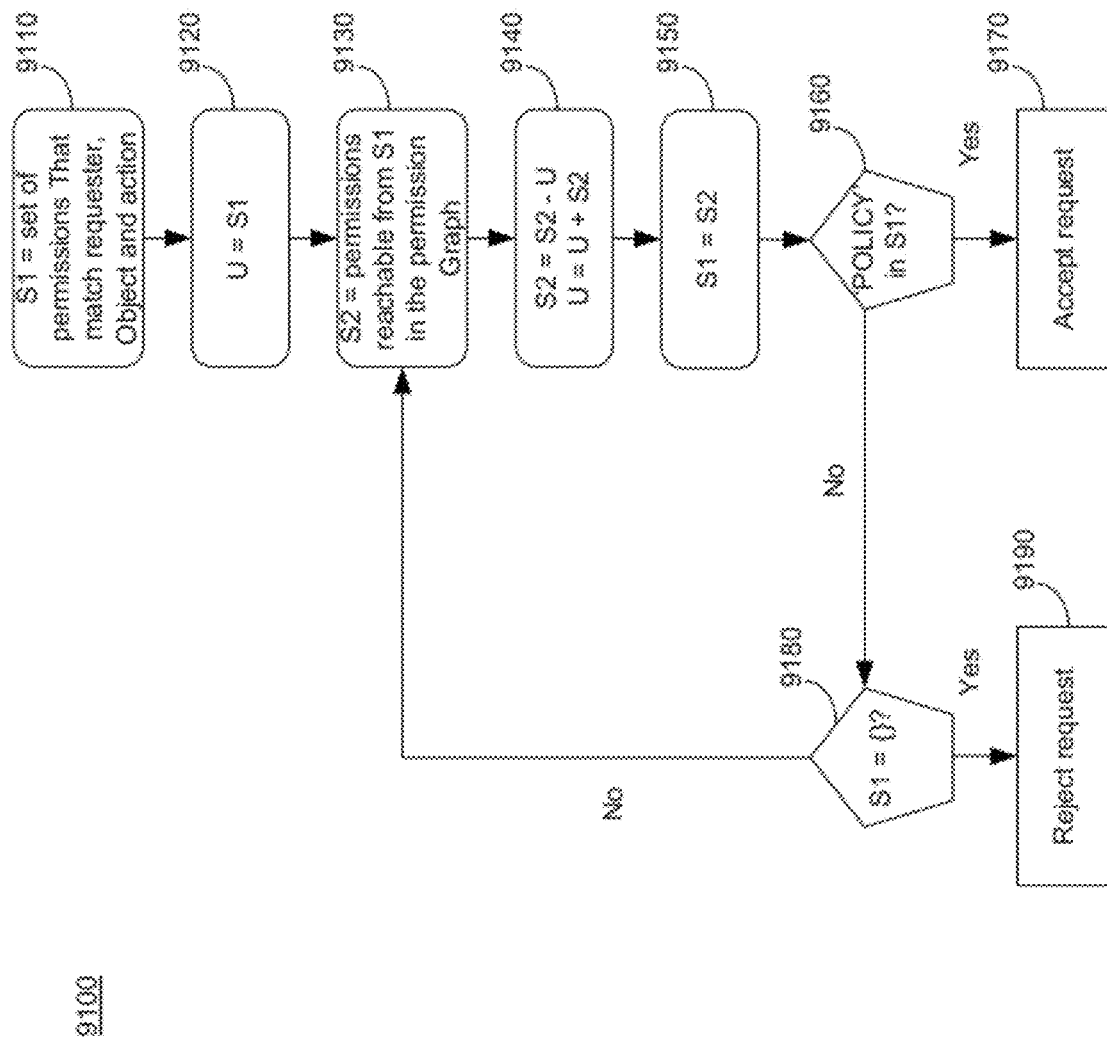 9100
9110
S1 = set of
permissions That
match requester,
Object and action
9120
U = S1
9130
S2 = permissions
reachable from S1
in the permission
Graph
9140
S2 = S2 - U
U = U + S2
9150
S1 = S2
9160
POLICY
in S1?
Yes
No
9170
Accept request
9180
S1 = {}?
No
Yes
9190
Reject request